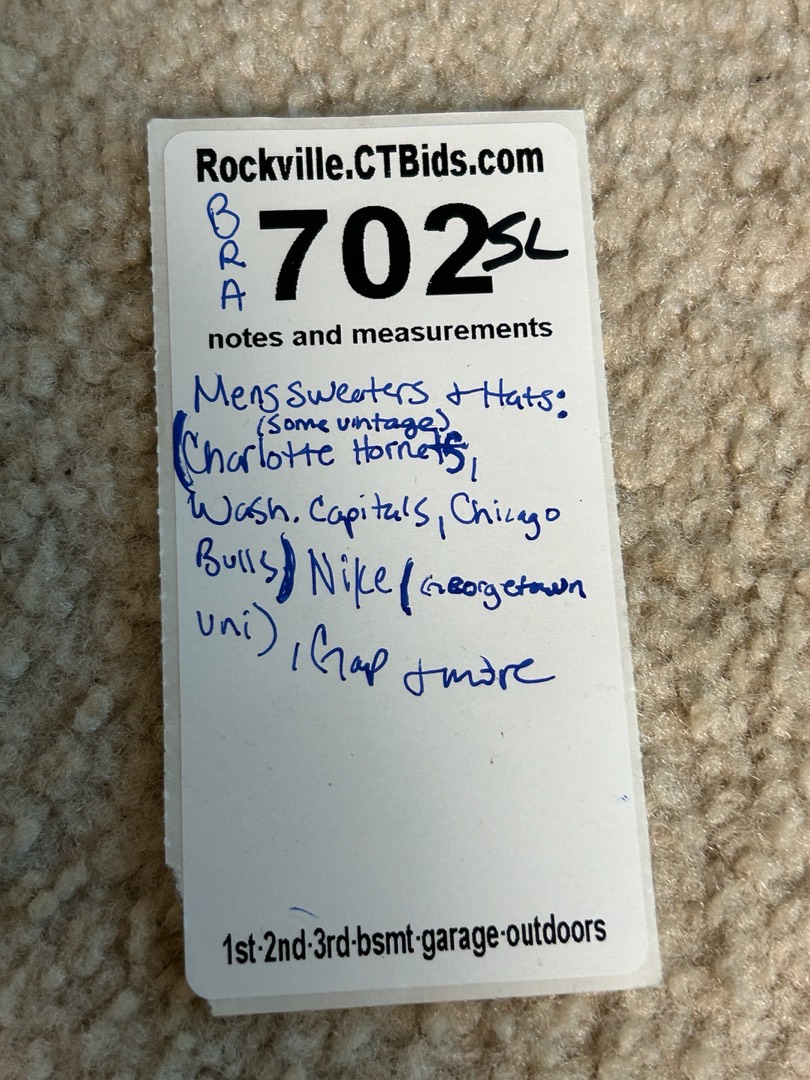 Rockville.CTBids.com
BRA 702 SL
notes and measurements
Mens sweaters + Hats:
(some vintage)
(Charlotte Hornets,
Wash. Capitals, Chicago
Bulls) Nike (Georgetown
uni)
, Gap + more
1st·2nd·3rd·bsmt·garage·outdoors